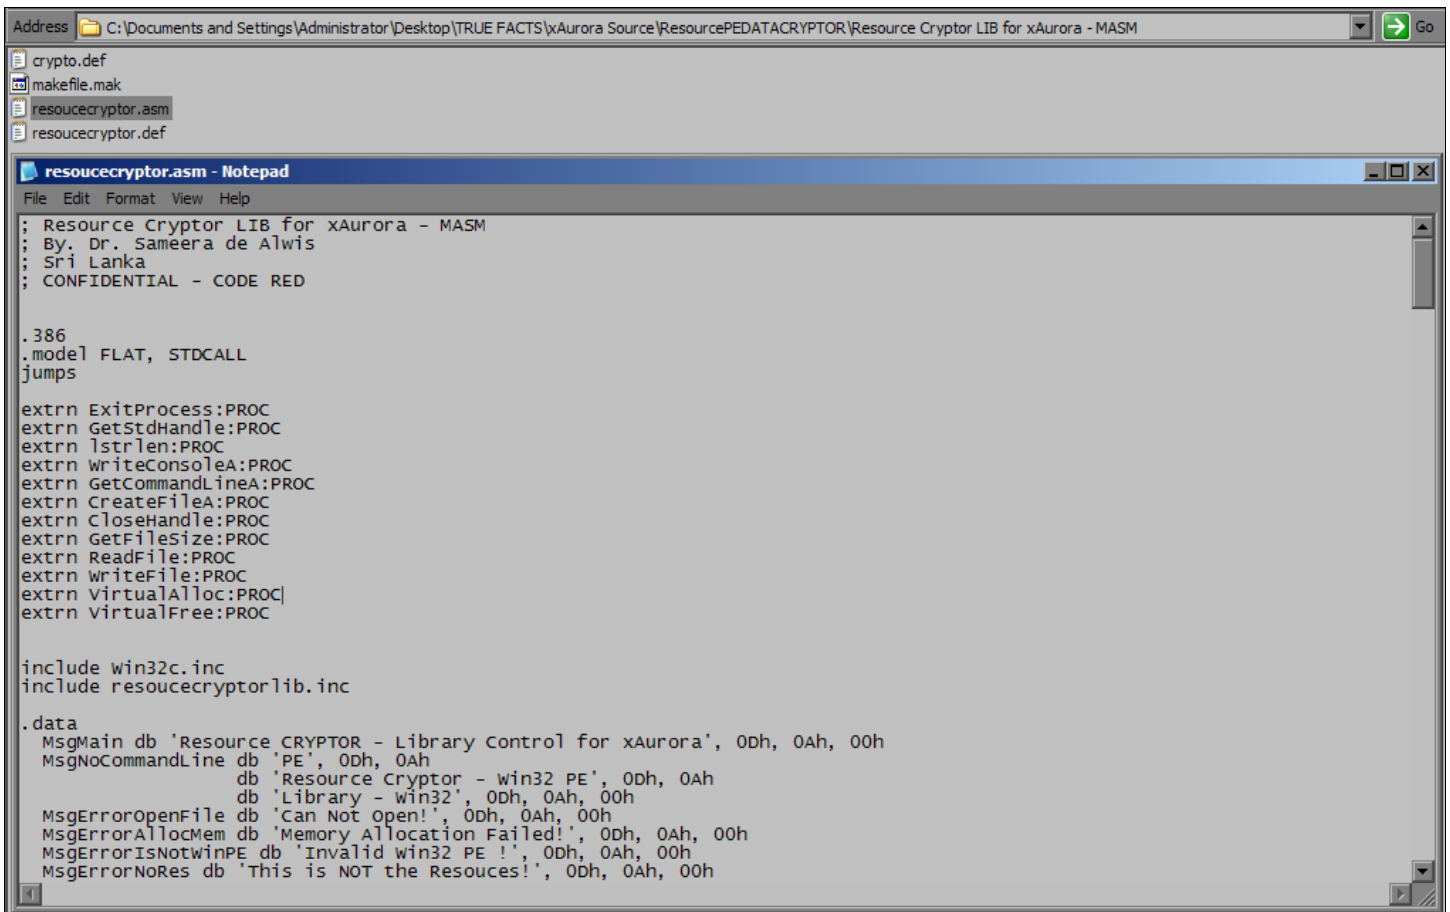 Address C:\Documents and Settings\Administrator\Desktop\TRUE FACTS\xAurora Source\ResourcePEDATACRYPTOR\Resource Cryptor LIB for xAurora - MASM Go
crypto.def
makefile.mak
resoucecryptor.asm
resoucecryptor.def
resoucecryptor.asm - Notepad
File Edit Format View Help
; Resource Cryptor LIB for xAurora - MASM
; By. Dr. Sameera de Alwis
; Sri Lanka
; CONFIDENTIAL - CODE RED
.386
.model FLAT, STDCALL
jumps
extrn ExitProcess:PROC
extrn GetStdHandle:PROC
extrn lstrlen:PROC
extrn WriteConsoleA:PROC
extrn GetCommandLineA:PROC
extrn CreateFileA:PROC
extrn CloseHandle:PROC
extrn GetFileSize:PROC
extrn ReadFile:PROC
extrn WriteFile:PROC
extrn VirtualAlloc:PROC
extrn VirtualFree:PROC
include Win32c.inc
include resoucecryptorlib.inc
.data
MsgMain db 'Resource CRYPTOR - Library Control for xAurora', 0Dh, 0Ah, 00h
MsgNoCommandLine db 'PE', 0Dh, 0Ah
db 'Resource Cryptor - Win32 PE', 0Dh, 0Ah
db 'Library - Win32', 0Dh, 0Ah, 00h
MsgErrorOpenFile db 'Can Not Open!', 0Dh, 0Ah, 00h
MsgErrorAllocMem db 'Memory Allocation Failed!', 0Dh, 0Ah, 00h
MsgErrorIsNotWinPE db 'Invalid Win32 PE !', 0Dh, 0Ah, 00h
MsgErrorNoRes db 'This is NOT the Resouces!', 0Dh, 0Ah, 00h